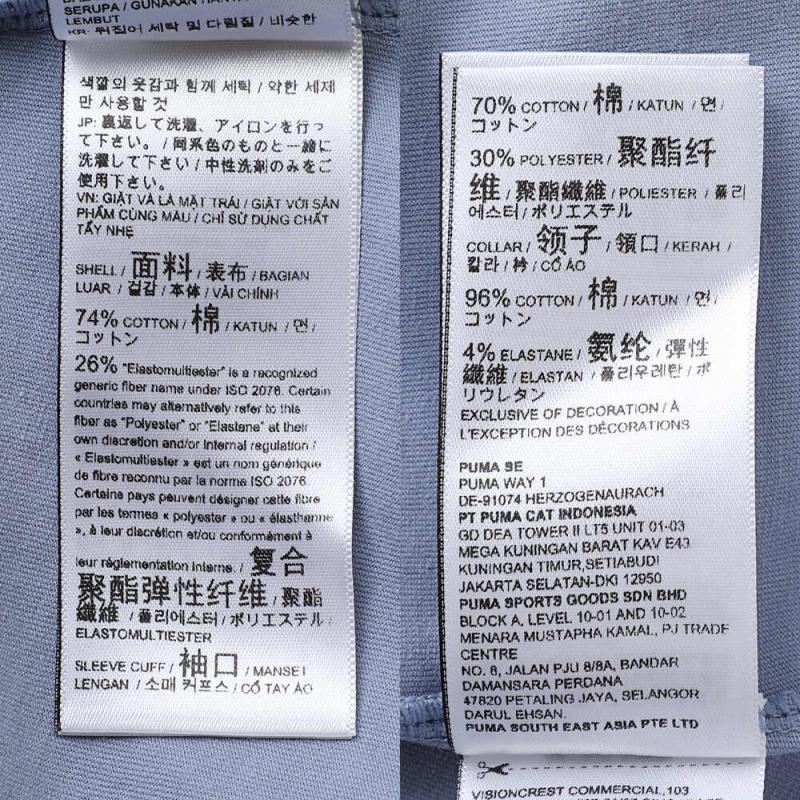 SERUPA / GUNAKAN
LEMBUT
KR: 뒤집어 세탁 및 다림질 / 비슷한
색깔의 옷감과 함께 세탁 / 약한 세제
만 사용할 것
JP: 裏返して洗濯、アイロンを行っ
て下さい。 / 同系色のものと一緒に
洗濯して下さい / 中性洗剤のみをご
使用下さい。
VN: GIẶT VÀ LÀ MẶT TRÁI / GIẶT VỚI SẢN
PHẨM CÙNG MÀU / CHỈ SỬ DỤNG CHẤT
TẨY NHẸ
SHELL / 面料 / 表布 / BAGIAN
LUAR / 겉감 / 本体 / VẢI CHÍNH
74% COTTON / 棉 / KATUN / 면 /
コットン
26% "Elastomultiester" is a recognized
generic fiber name under ISO 2076. Certain
countries may alternatively refer to this
fiber as "Polyester" or "Elastane" at their
own discretion and/or internal regulation /
« Elastomultiester » est un nom générique
de fibre reconnu par la norme ISO 2076.
Certains pays peuvent désigner cette fibre
par les termes « polyester » ou « élasthanne
», à leur discrétion et/ou conformément à
leur réglementation interne. / 复合
聚酯弹性纤维 / 聚酯
纖維 / 폴리에스터 / ポリエステル /
ELASTOMULTIESTER
SLEEVE CUFF / 袖口 / MANSET
LENGAN / 소매 커프스 / CỔ TAY ÁO
70% COTTON / 棉 / KATUN / 면 /
コットン
30% POLYESTER / 聚酯纤
维 / 聚酯纖維 / POLIESTER / 폴리
에스터 / ポリエステル
COLLAR / 领子 / 領口 / KERAH /
칼라 / 衿 / CỔ ÁO
96% COTTON / 棉 / KATUN / 면 /
コットン
4% ELASTANE / 氨纶 / 彈性
纖維 / ELASTAN / 폴리우레탄 / ポ
リウレタン
EXCLUSIVE OF DECORATION / À
L'EXCEPTION DES DÉCORATIONS
PUMA SE
PUMA WAY 1
DE-91074 HERZOGENAURACH
PT PUMA CAT INDONESIA
GD DEA TOWER II LT5 UNIT 01-03
MEGA KUNINGAN BARAT KAV E43
KUNINGAN TIMUR,SETIABUDI
JAKARTA SELATAN-DKI 12950
PUMA SPORTS GOODS SDN BHD
BLOCK A, LEVEL 10-01 AND 10-02
MENARA MUSTAPHA KAMAL, PJ TRADE
CENTRE
NO. 8, JALAN PJU 8/8A, BANDAR
DAMANSARA PERDANA
47820 PETALING JAYA, SELANGOR
DARUL EHSAN.
PUMA SOUTH EAST ASIA PTE LTD
VISIONCREST COMMERCIAL,103